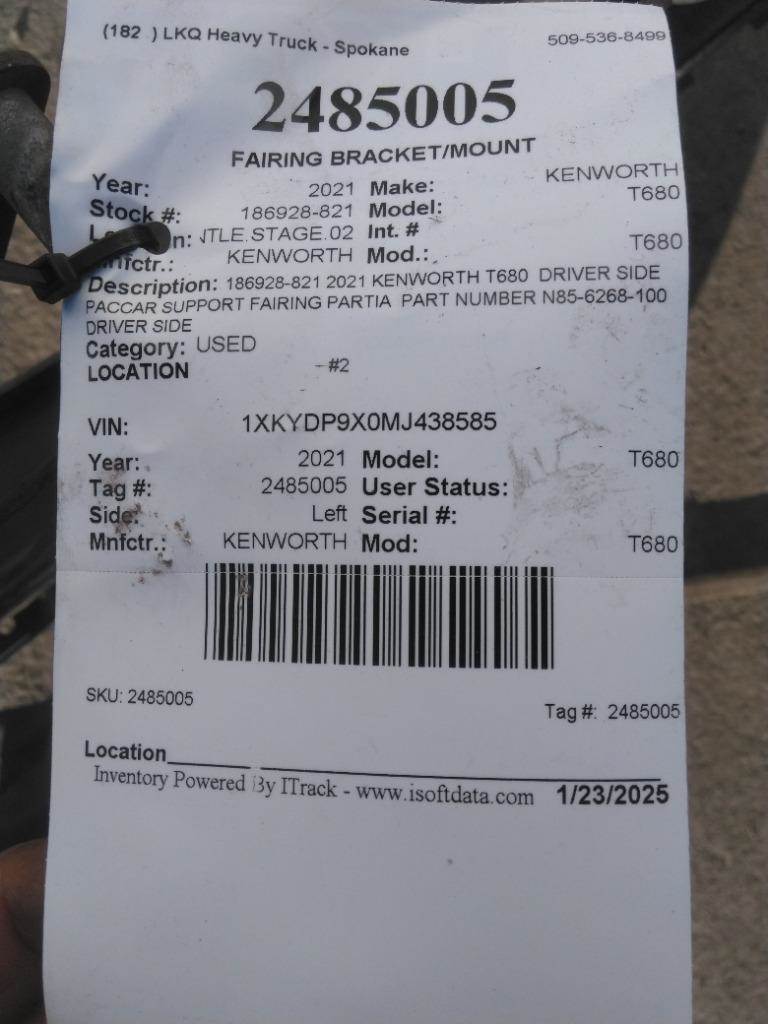 (182 ) LKQ Heavy Truck - Spokane 509-536-8499
2485005
FAIRING BRACKET/MOUNT
Year: 2021 Make: KENWORTH
Stock #: 186928-821 Model: T680
TLE.STAGE.02 Int. #
KENWORTH Mod.: T680
Description: 186928-821 2021 KENWORTH T680 DRIVER SIDE
PACCAR SUPPORT FAIRING PARTIA PART NUMBER N85-6268-100
DRIVER SIDE
Category: USED
LOCATION -#2
VIN: 1XKYDP9X0MJ438585
Year: 2021 Model: T680
Tag #: 2485005 User Status:
Side: Left Serial #:
Mnfctr.: KENWORTH Mod: T680
SKU: 2485005
Tag #: 2485005
Location
Inventory Powered By ITrack - www.isoftdata.com 1/23/2025